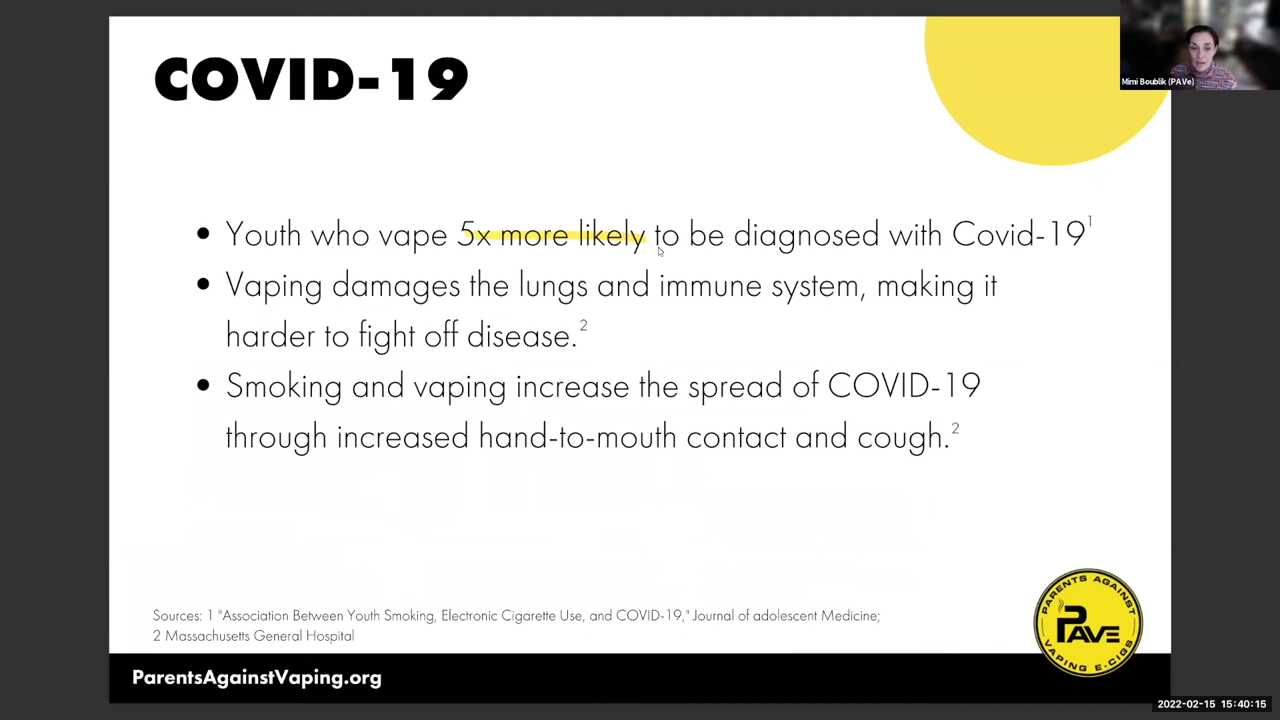 COVID-19
Mimi Boublik (PAVe)
• Youth who vape 5x more likely to be diagnosed with Covid-19¹
• Vaping damages the lungs and immune system, making it
harder to fight off disease.²
• Smoking and vaping increase the spread of COVID-19
through increased hand-to-mouth contact and cough.²
Sources: 1 "Association Between Youth Smoking, Electronic Cigarette Use, and COVID-19," Journal of adolescent Medicine;
2 Massachusetts General Hospital
PARENTS AGAINST
PAVE
VAPING E-CIGS
ParentsAgainstVaping.org
2022-02-15 15:40:15